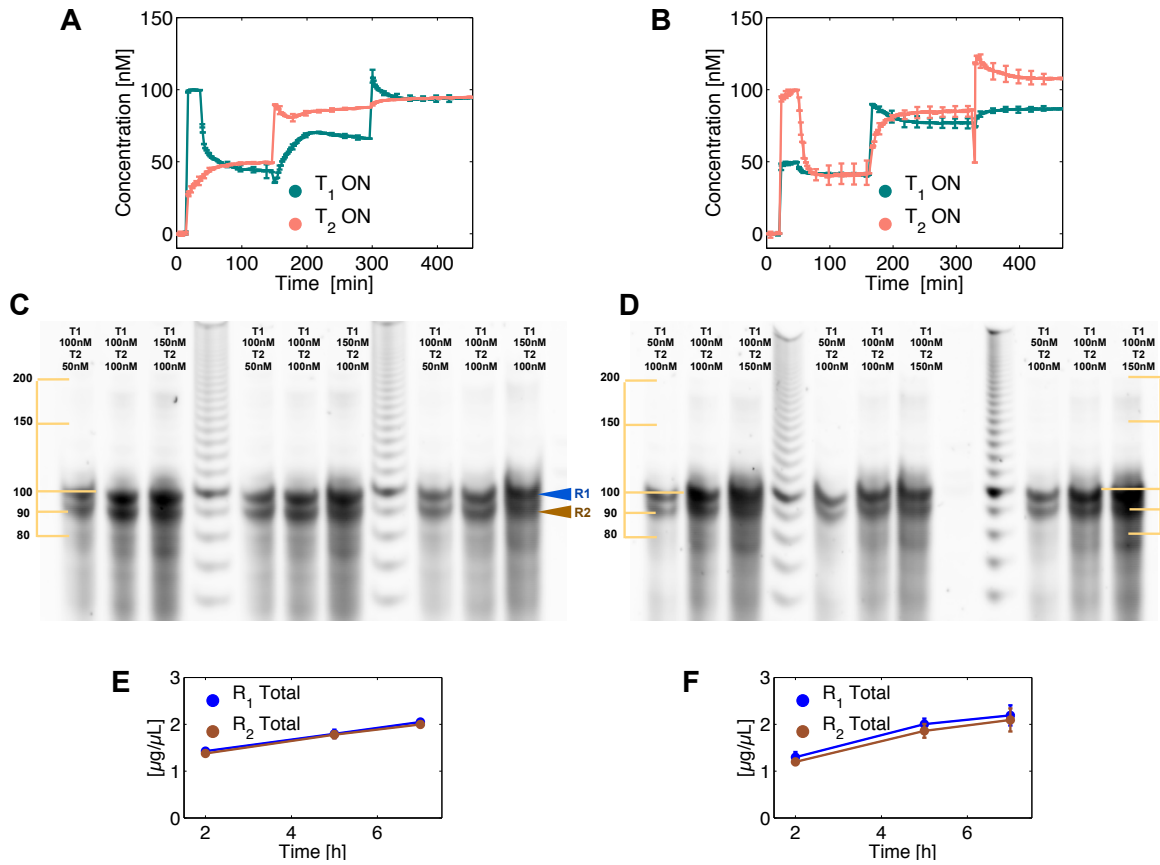 A
150
100
50
0
Concentration [nM]
T1 ON
T2 ON
0 100 200 300 400
Time [min]
B
150
100
50
0
Concentration [nM]
T1 ON
T2 ON
0 100 200 300 400
Time [min]
C
T1 T1 T1 T1 T1 T1 T1 T1 T1
100nM 100nM 150nM 100nM 100nM 150nM 100nM 100nM 150nM
T2 T2 T2 T2 T2 T2 T2 T2 T2
50nM 100nM 100nM 50nM 100nM 100nM 50nM 100nM 100nM
200
150
100
90
80
R1
R2
D
T1 T1 T1 T1 T1 T1 T1 T1 T1
50nM 100nM 100nM 50nM 100nM 100nM 50nM 100nM 100nM
T2 T2 T2 T2 T2 T2 T2 T2 T2
100nM 100nM 150nM 100nM 100nM 150nM 100nM 100nM 150nM
200
150
100
90
80
E
3
2
1
0
[µg/µL]
R1 Total
R2 Total
2 4 6
Time [h]
F
3
2
1
0
[µg/µL]
R1 Total
R2 Total
2 4 6
Time [h]